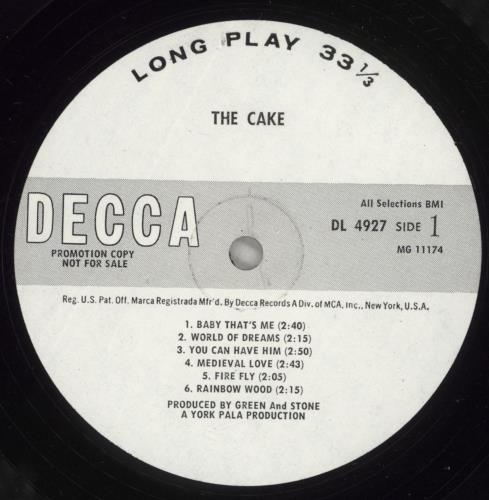 LONG PLAY 33 1/3
THE CAKE
All Selections BMI
DECCA
DL 4927 SIDE 1
MG 11174
PROMOTION COPY
NOT FOR SALE
Reg. U.S. Pat. Off. Marca Registrada Mfr'd. By Decca Records A Div. of MCA, Inc., New York, U.S.A.
1. BABY THAT'S ME (2:40)
2. WORLD OF DREAMS (2:15)
3. YOU CAN HAVE HIM (2:50)
4. MEDIEVAL LOVE (2:43)
5. FIRE FLY (2:05)
6. RAINBOW WOOD (2:15)
PRODUCED BY GREEN And STONE
A YORK PALA PRODUCTION